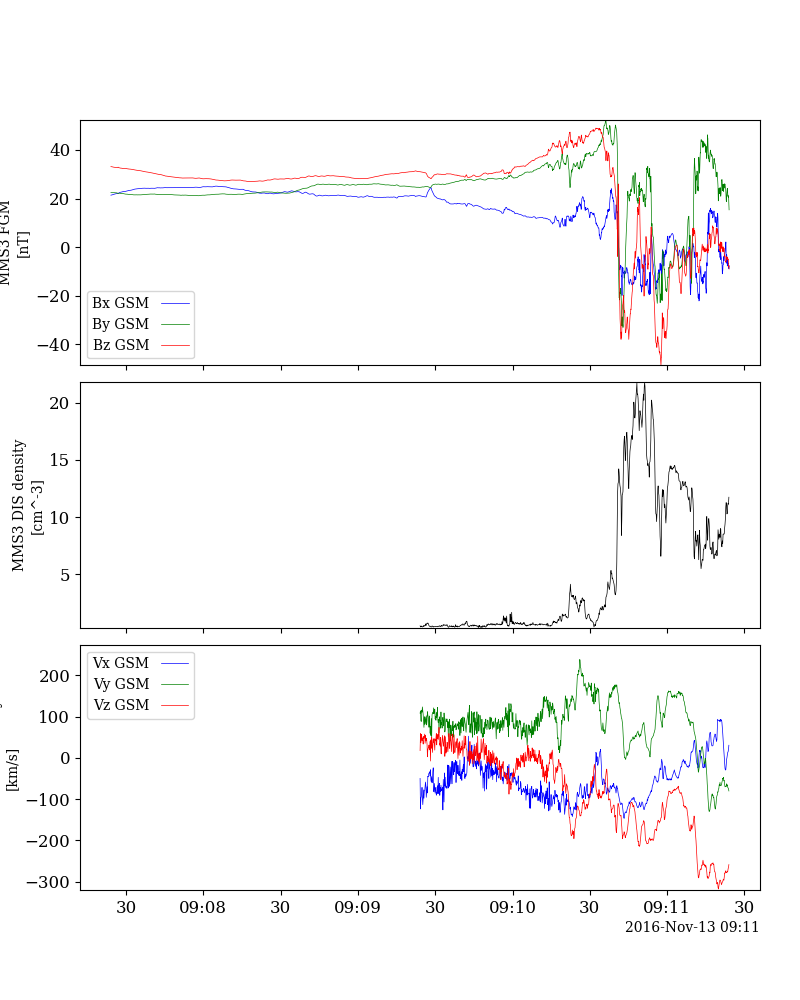 40
20
0
−20
−40
MMS3 FGM
[nT]
Bx GSM
By GSM
Bz GSM
20
15
10
5
MMS3 DIS density
[cm^-3]
200
100
0
−100
−200
−300
[km/s]
Vx GSM
Vy GSM
Vz GSM
30
09:08
30
09:09
30
09:10
30
09:11
30
2016-Nov-13 09:11